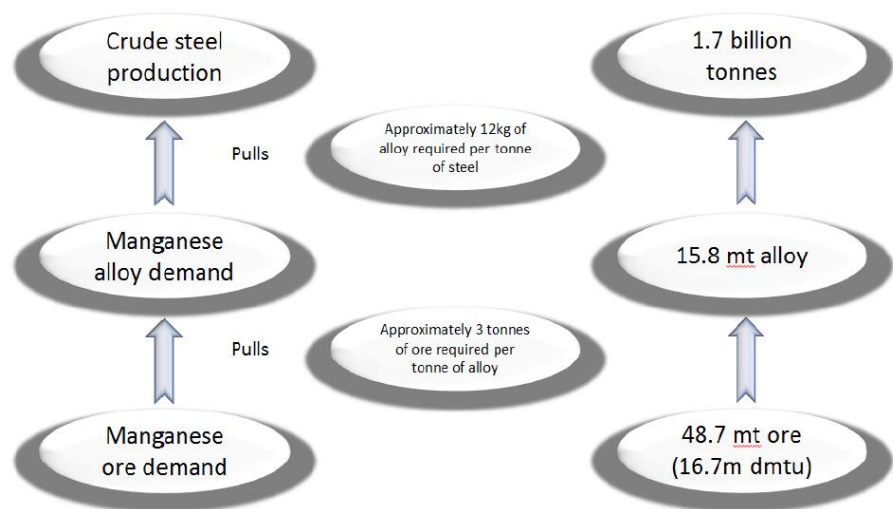 Crude steel
production
1.7 billion
tonnes
Pulls
Approximately 12kg of
alloy required per tonne
of steel
Manganese
alloy demand
15.8 mt alloy
Pulls
Approximately 3 tonnes
of ore required per
tonne of alloy
Manganese
ore demand
48.7 mt ore
(16.7m dmtu)